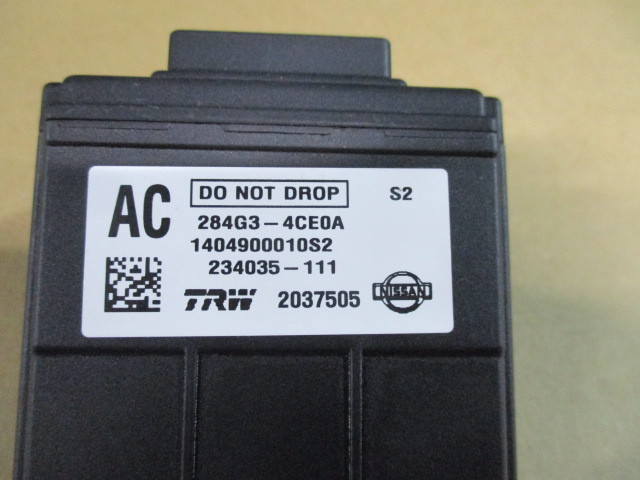 AC
DO NOT DROP
S2
284G3-4CE0A
1404900010S2
234035-111
TRW 2037505 NISSAN